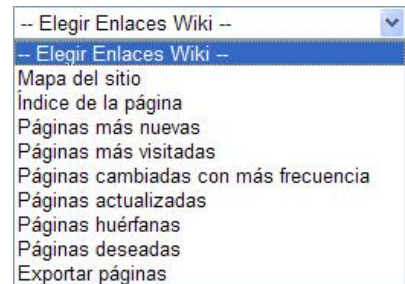 -- Elegir Enlaces Wiki --
-- Elegir Enlaces Wiki --
Mapa del sitio
Índice de la página
Páginas más nuevas
Páginas más visitadas
Páginas cambiadas con más frecuencia
Páginas actualizadas
Páginas huérfanas
Páginas deseadas
Exportar páginas